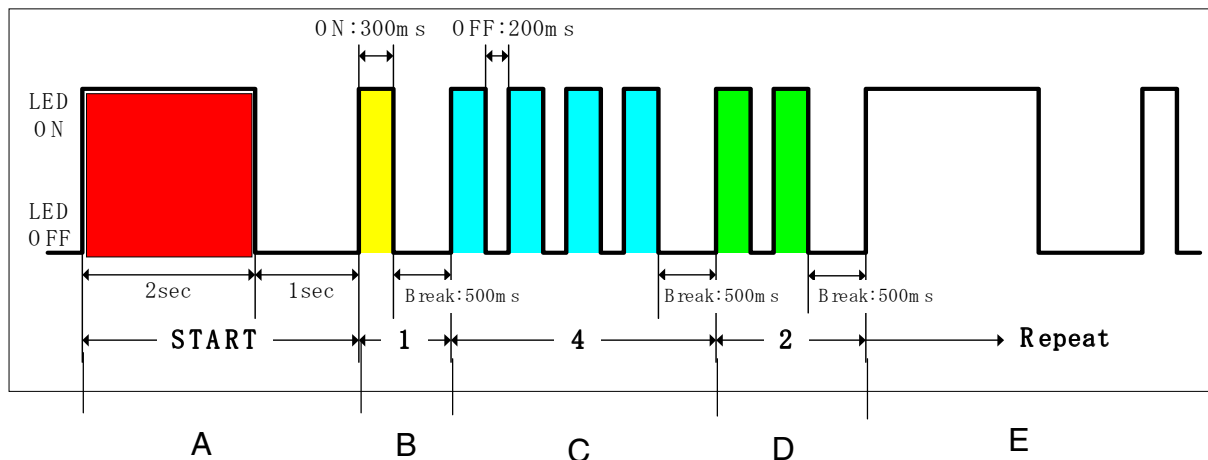 ON:300ms OFF:200ms
LED
ON
LED
OFF
2sec 1sec Break:500ms Break:500ms Break:500ms
START 1 4 2 Repeat
A B C D E